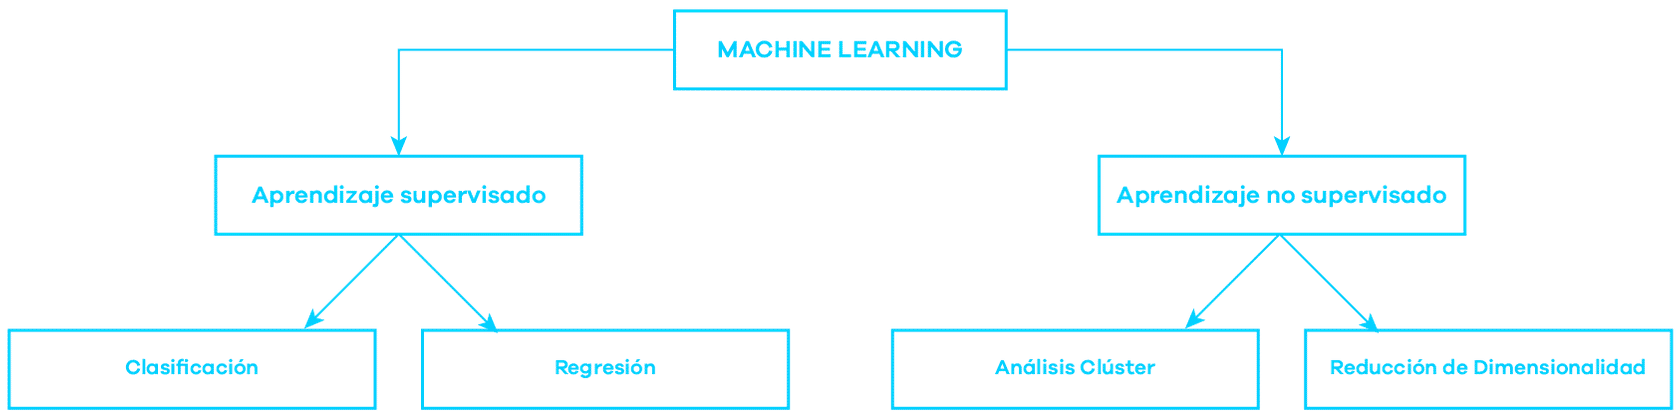 MACHINE LEARNING
Aprendizaje supervisado
Aprendizaje no supervisado
Clasificación
Regresión
Análisis Clúster
Reducción de Dimensionalidad